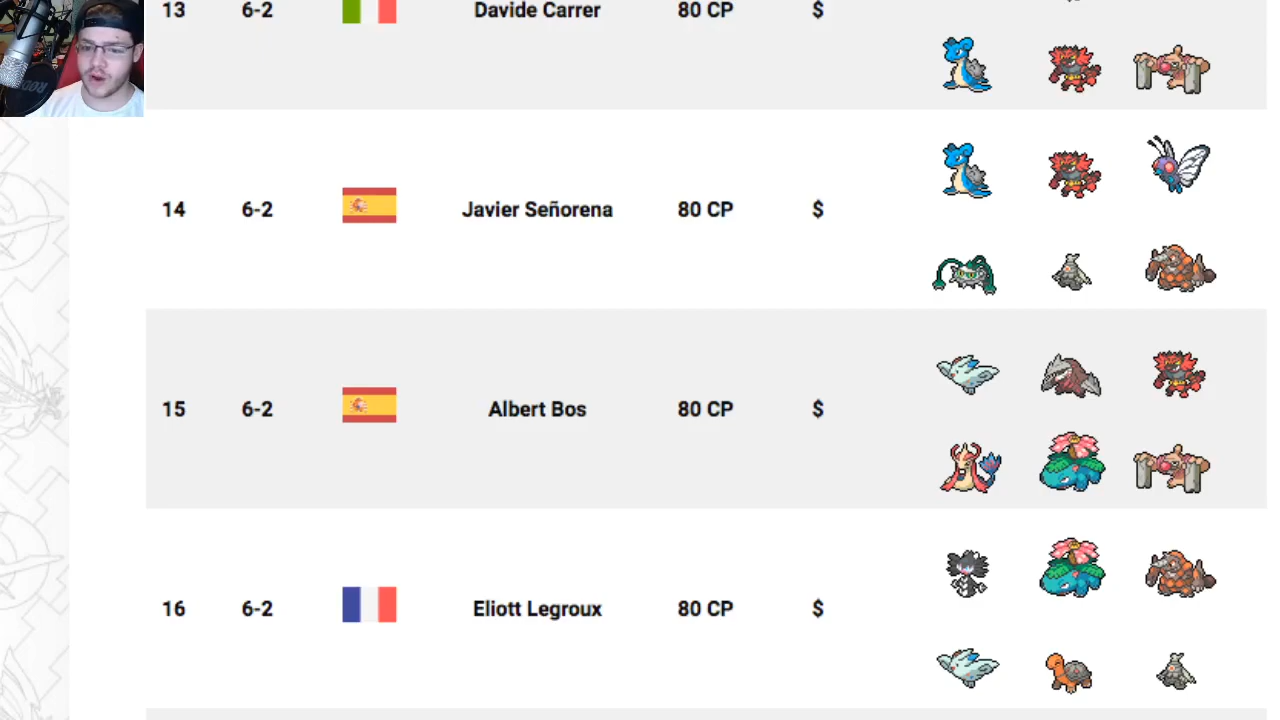 13 6-2 Davide Carrer 80 CP $
14 6-2 Javier Señorena 80 CP $
15 6-2 Albert Bos 80 CP $
16 6-2 Eliott Legroux 80 CP $